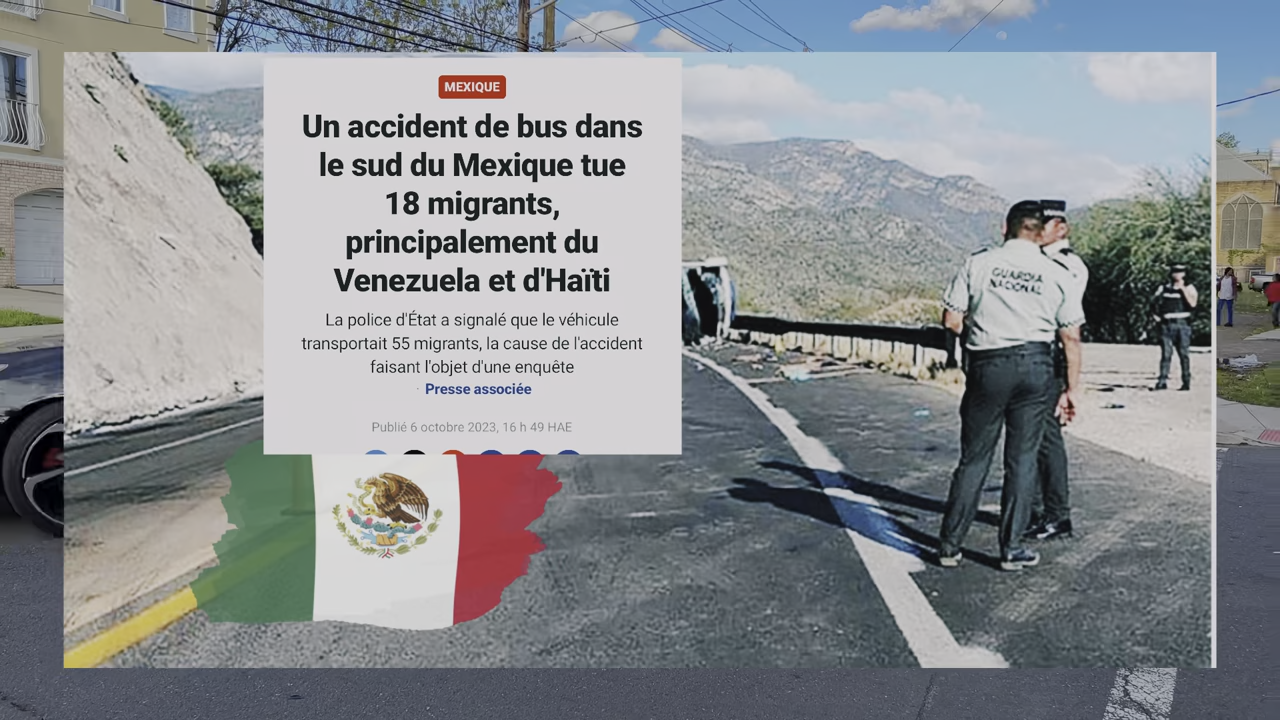 MEXIQUE
Un accident de bus dans
le sud du Mexique tue
18 migrants,
principalement du
Venezuela et d'Haïti
La police d'État a signalé que le véhicule
transportait 55 migrants, la cause de l'accident
faisant l'objet d'une enquête
· Presse associée
Publié 6 octobre 2023, 16 h 49 HAE
GUARDIA
NACIONAL